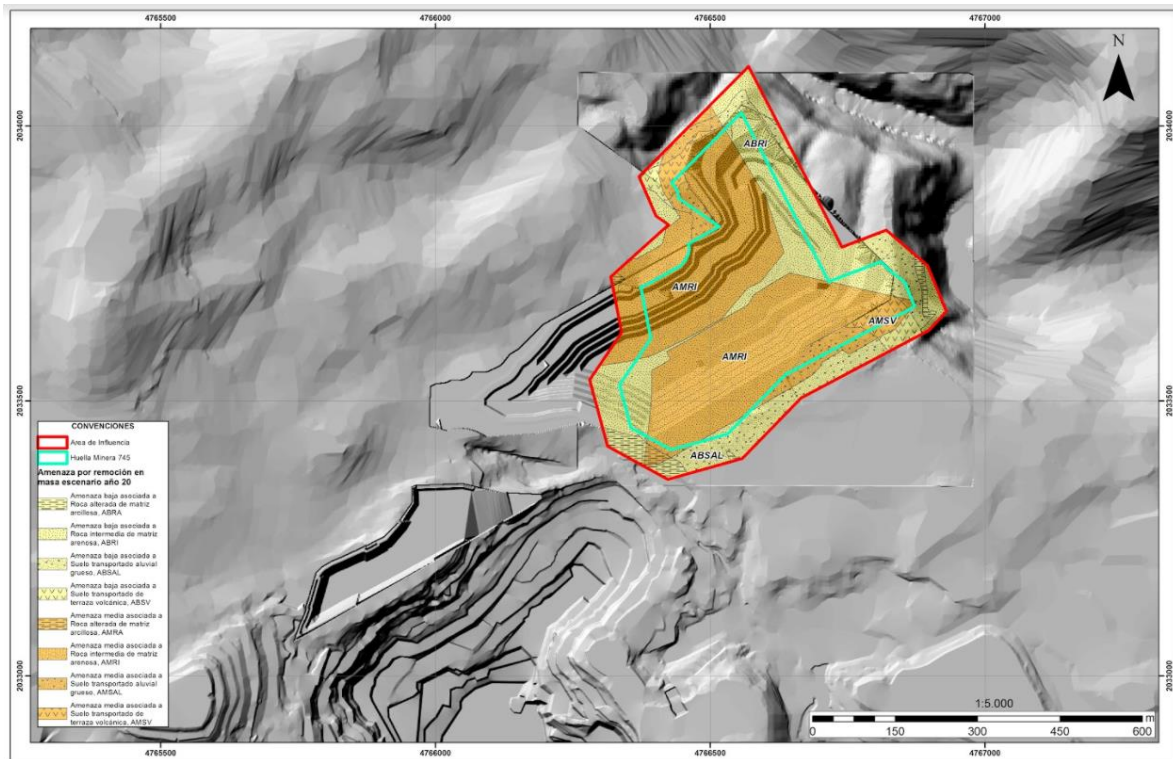 4765500
4766000
4766500
4767000
N
2034000
2034000
ABRI
AMRI
AMSV
AMRI
2033500
2033500
ABSAL
CONVENCIONES
Area de Influencia
Huella Minera 745
Amenaza por remoción en
masa escenario año 20
Amenaza baja asociada a
Roca alterada de matriz
arcillosa, ABRA
Amenaza baja asociada a
Roca intermedia de matriz
arenosa, ABRI
Amenaza baja asociada a
Suelo transportado aluvial
grueso, ABSAL
Amenaza baja asociada a
Suelo transportado de
terraza volcánica, ABSV
Amenaza media asociada a
Roca alterada de matriz
arcillosa, AMRA
Amenaza media asociada a
Roca intermedia de matriz
arenosa, AMRI
Amenaza media asociada a
Suelo transportado aluvial
grueso, AMSAL
Amenaza media asociada a
Suelo transportado de
terraza volcánica, AMSV
2033000
2033000
1:5.000
m
0 150 300 450 600
4765500
4766000
4766500
4767000